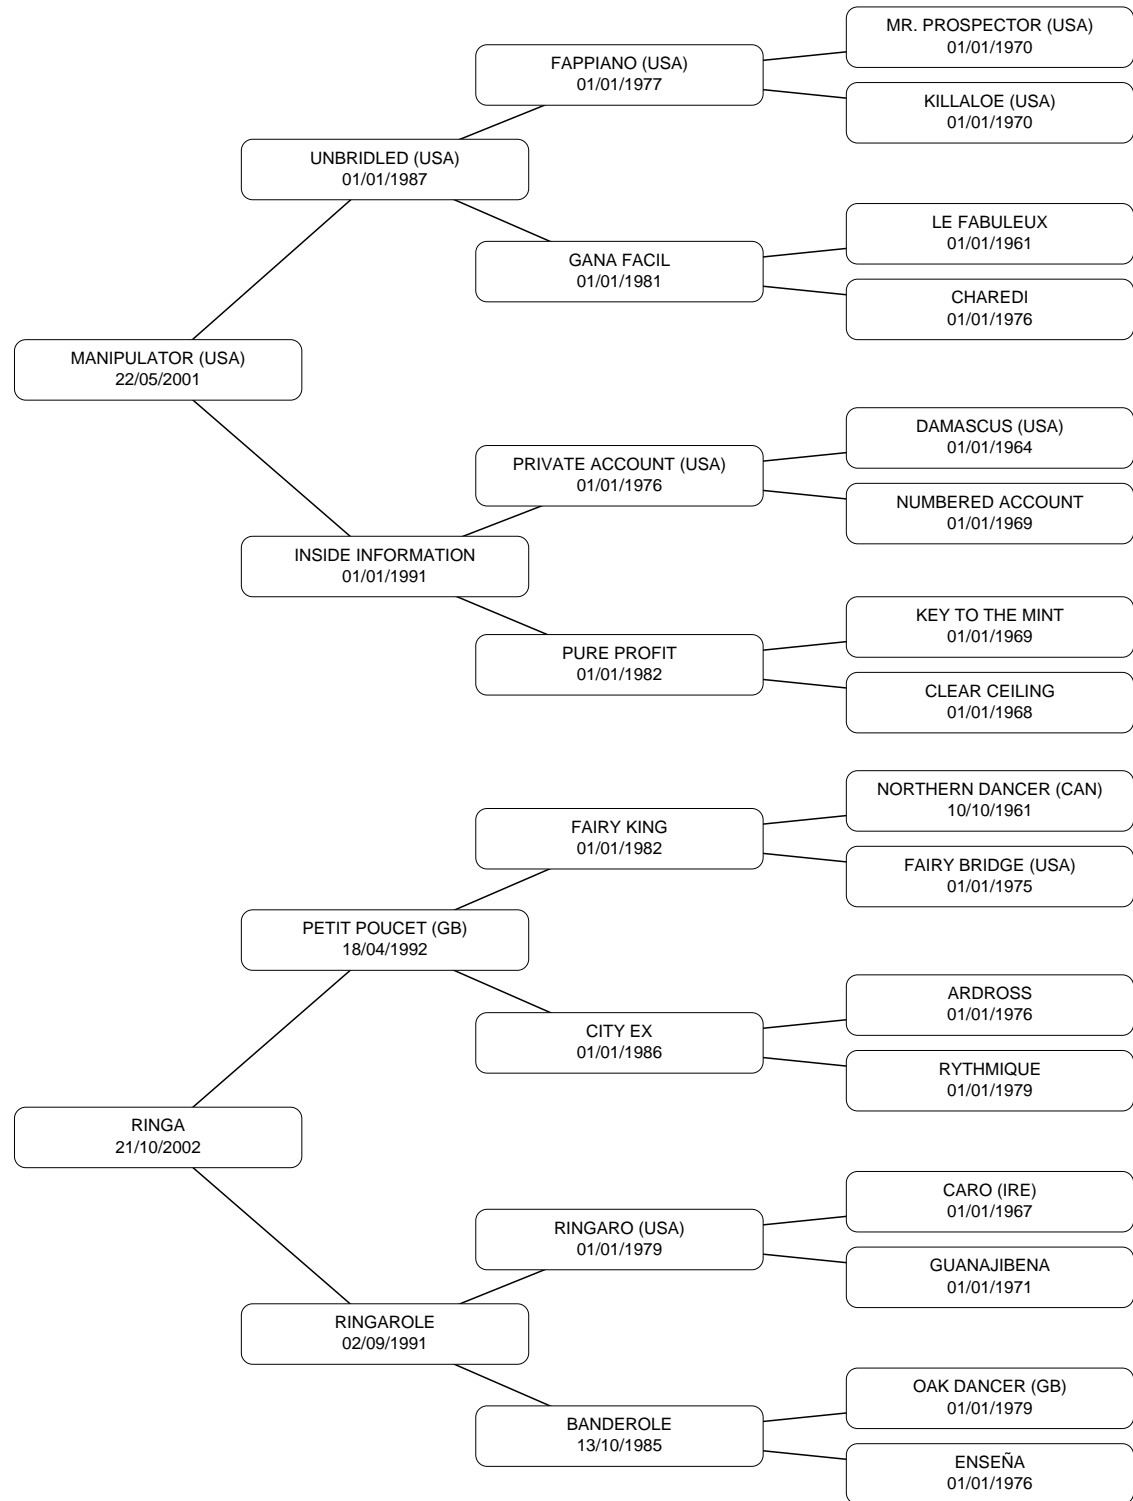 MR. PROSPECTOR (USA)
01/01/1970
FAPPIANO (USA)
01/01/1977
KILLALOE (USA)
01/01/1970
UNBRIDLED (USA)
01/01/1987
LE FABULEUX
01/01/1961
GANA FACIL
01/01/1981
CHAREDI
01/01/1976
MANIPULATOR (USA)
22/05/2001
DAMASCUS (USA)
01/01/1964
PRIVATE ACCOUNT (USA)
01/01/1976
NUMBERED ACCOUNT
01/01/1969
INSIDE INFORMATION
01/01/1991
KEY TO THE MINT
01/01/1969
PURE PROFIT
01/01/1982
CLEAR CEILING
01/01/1968
NORTHERN DANCER (CAN)
10/10/1961
FAIRY KING
01/01/1982
FAIRY BRIDGE (USA)
01/01/1975
PETIT POUCET (GB)
18/04/1992
ARDROSS
01/01/1976
CITY EX
01/01/1986
RYTHMIQUE
01/01/1979
RINGA
21/10/2002
CARO (IRE)
01/01/1967
RINGARO (USA)
01/01/1979
GUANAJIBENA
01/01/1971
RINGAROLE
02/09/1991
OAK DANCER (GB)
01/01/1979
BANDEROLE
13/10/1985
ENSEÑA
01/01/1976